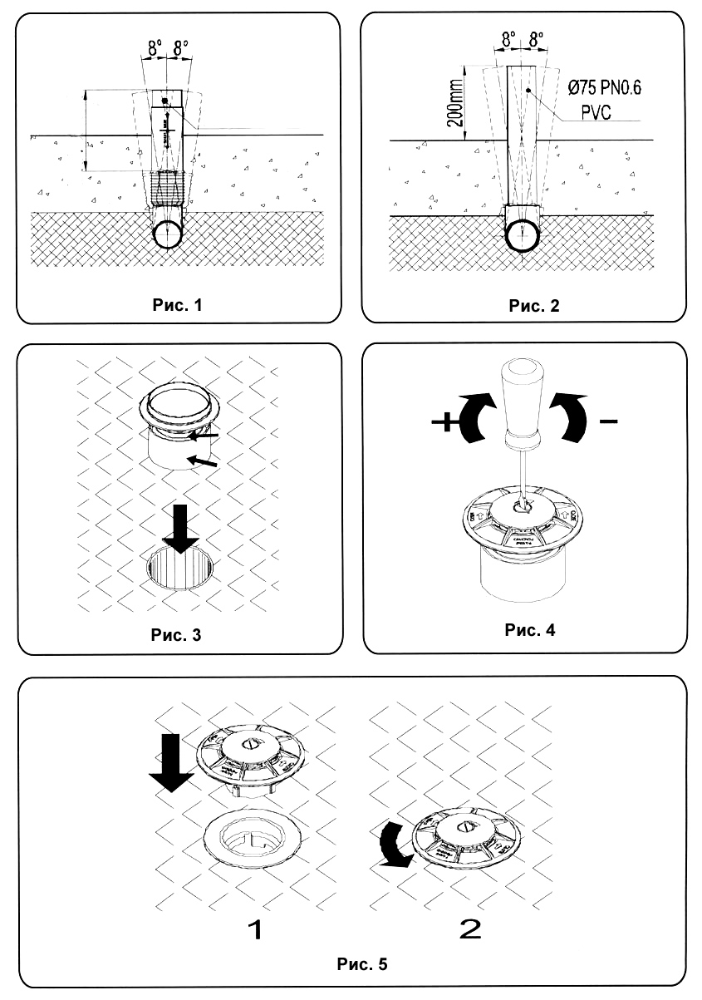 8° 8°
Рис. 1
8° 8°
200mm
Ø75 PN0.6
PVC
Рис. 2
Рис. 3
+ -
Рис. 4
1 2
Рис. 5